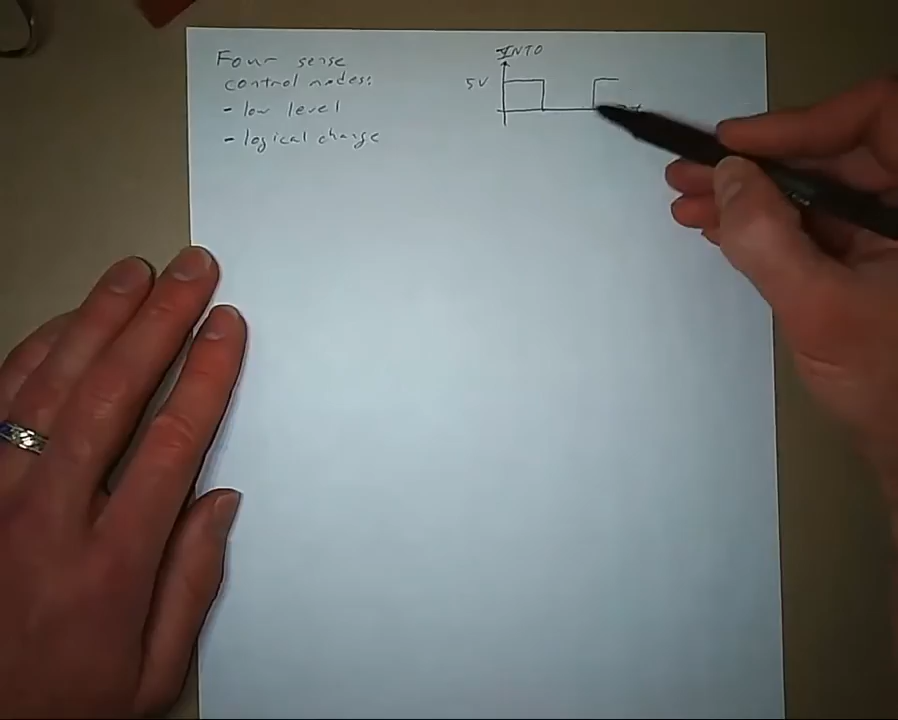 Four sense
control modes:
- low level
- logical change
INT0
5V
t